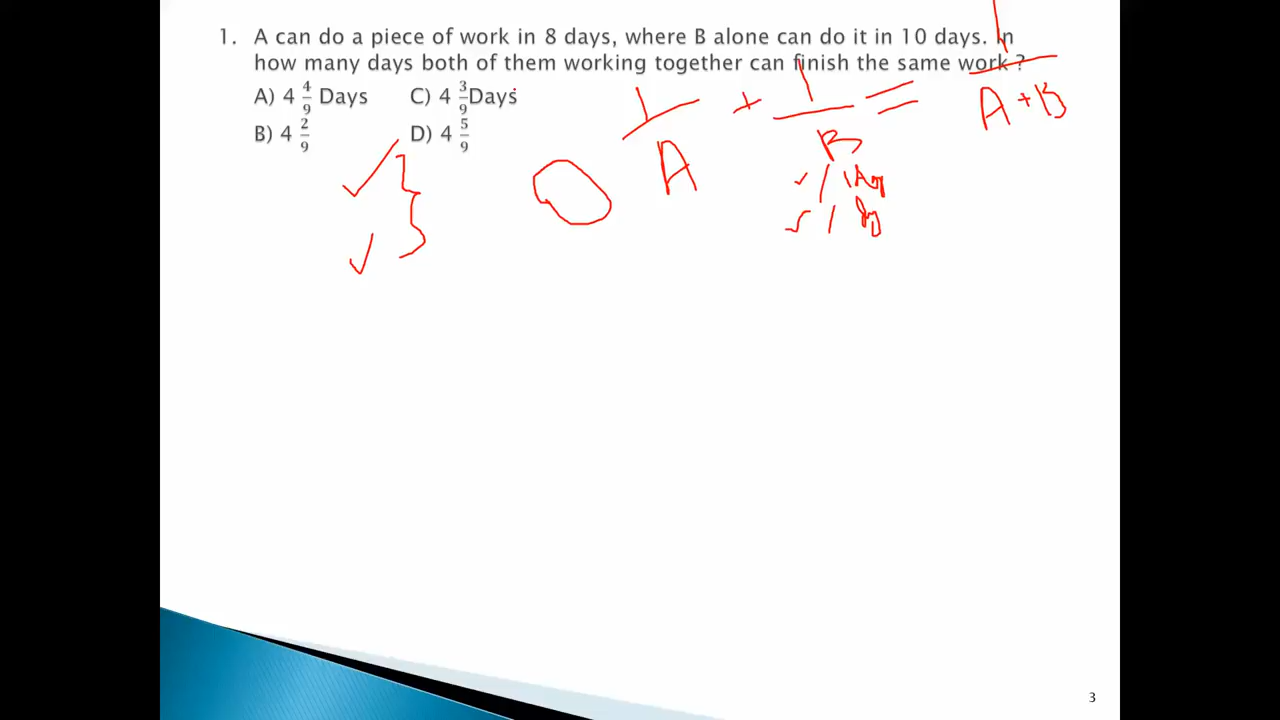 1. A can do a piece of work in 8 days, where B alone can do it in 10 days. In
how many days both of them working together can finish the same work ?
A) 4 4/9 Days C) 4 3/9 Days
B) 4 2/9 D) 4 5/9
1/A + 1/B = 1/A+B
3